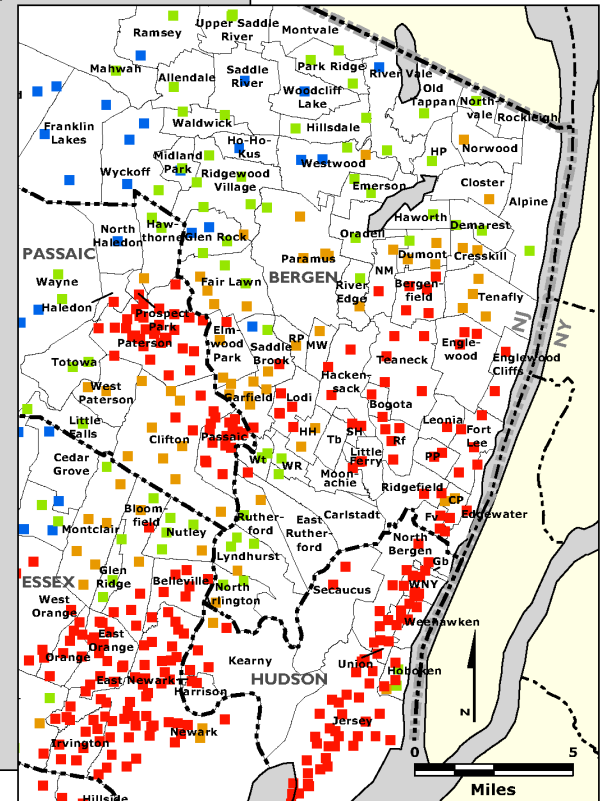 Ramsey
Upper Saddle
River
Montvale
Mahwah
Allendale
Saddle
River
Park Ridge
River Vale
Woodcliff
Lake
Old
Tappan
North-
vale
Rockleigh
Franklin
Lakes
Waldwick
Hillsdale
Ho-Ho-
Kus
Midland
Park
Westwood
HP
Norwood
Wyckoff
Ridgewood
Village
Emerson
Closter
Alpine
North
Haledon
Haw-
thorne
Glen Rock
Oradell
Haworth
Demarest
PASSAIC
Paramus
BERGEN
Dumont
Cresskill
NM
Wayne
Fair Lawn
River
Edge
Bergen-
field
Tenafly
Haledon
Prospect
Park
Paterson
Elm-
wood
Park
Saddle
Brook
RP
MW
NJ
NY
Teaneck
Engle-
wood
Englewood
Cliffs
Totowa
Hacken-
sack
West
Paterson
Garfield
Lodi
Bogota
Little
Falls
Clifton
Passaic
HH
Tb
SH
Rf
Leonia
Fort
Lee
Little
Ferry
PP
Cedar
Grove
Wt
WR
Moon-
achie
Ridgefield
CP
Bloom-
field
Montclair
Nutley
Ruther-
ford
East
Ruther-
ford
Carlstadt
Fv
Edgewater
North
Bergen
Lyndhurst
Gb
ESSEX
Glen
Ridge
Belleville
North
Arlington
Secaucus
WNY
West
Orange
Weehawken
East
Orange
Orange
Kearny
Union
Hoboken
HUDSON
East Newark
Harrison
Jersey
Newark
N
Irvington
0
5
Miles
Hillside